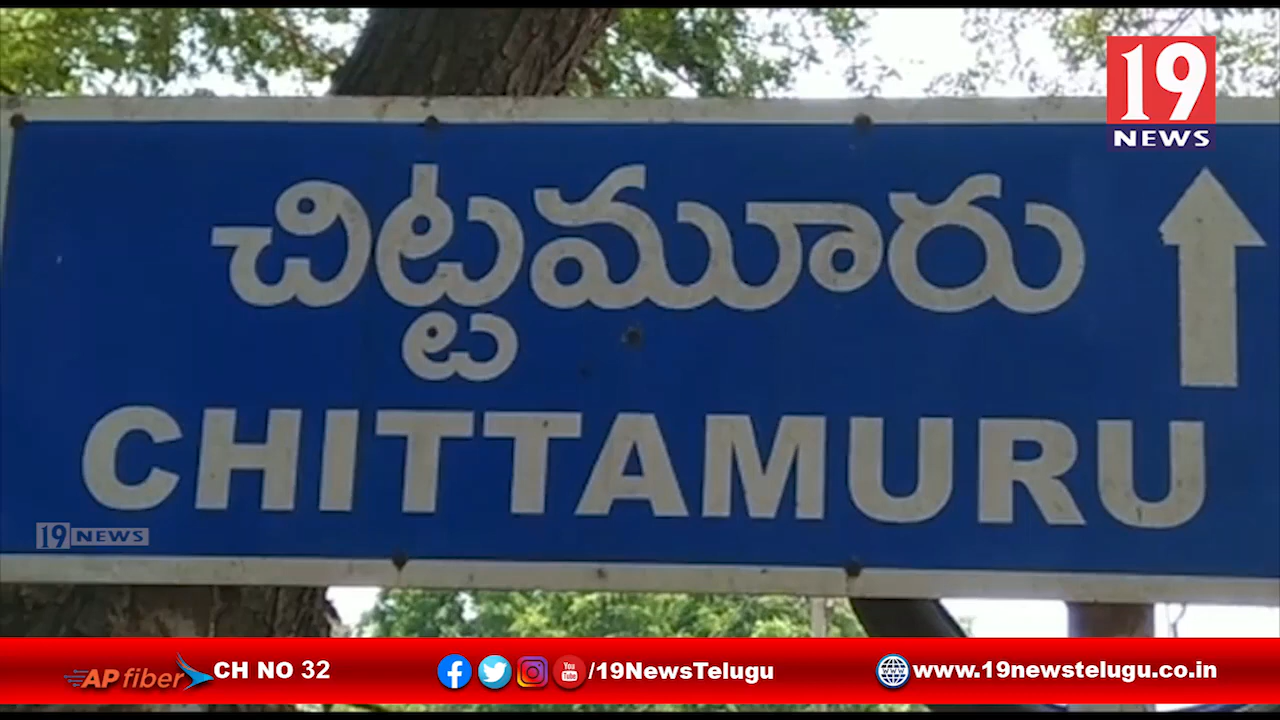 19
NEWS
చిట్టమూరు
CHITTAMURU
19 NEWS
AP fiber CH NO 32 /19NewsTelugu www.19newstelugu.co.in